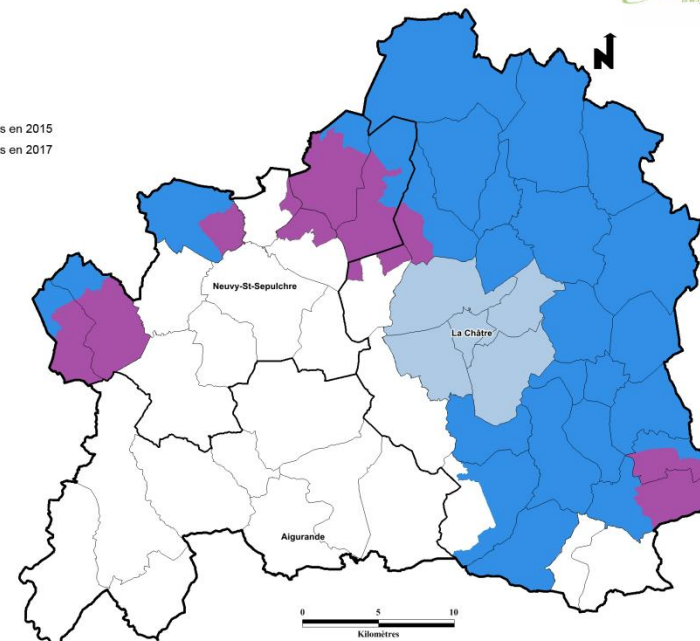 N
s en 2015
s en 2017
Neuvy-St-Sepulchre
La Châtre
Aigurande
0 5 10
Kilomètres